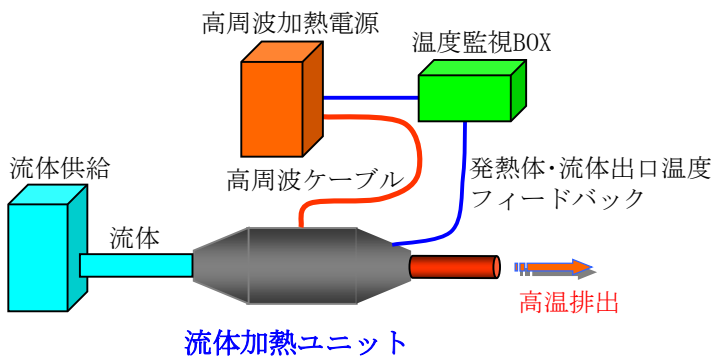 高周波加熱電源
温度監視BOX
流体供給
高周波ケーブル
発熱体・流体出口温度
フィードバック
流体
高温排出
流体加熱ユニット